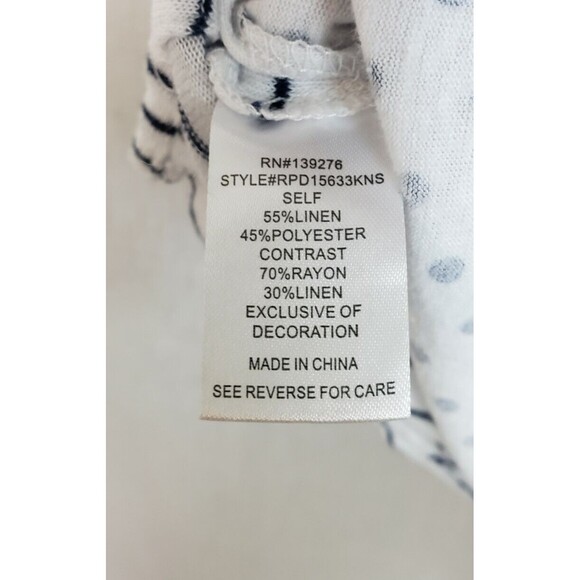 RN#139276
STYLE#RPD15633KNS
SELF
55%LINEN
45%POLYESTER
CONTRAST
70%RAYON
30%LINEN
EXCLUSIVE OF
DECORATION
MADE IN CHINA
SEE REVERSE FOR CARE